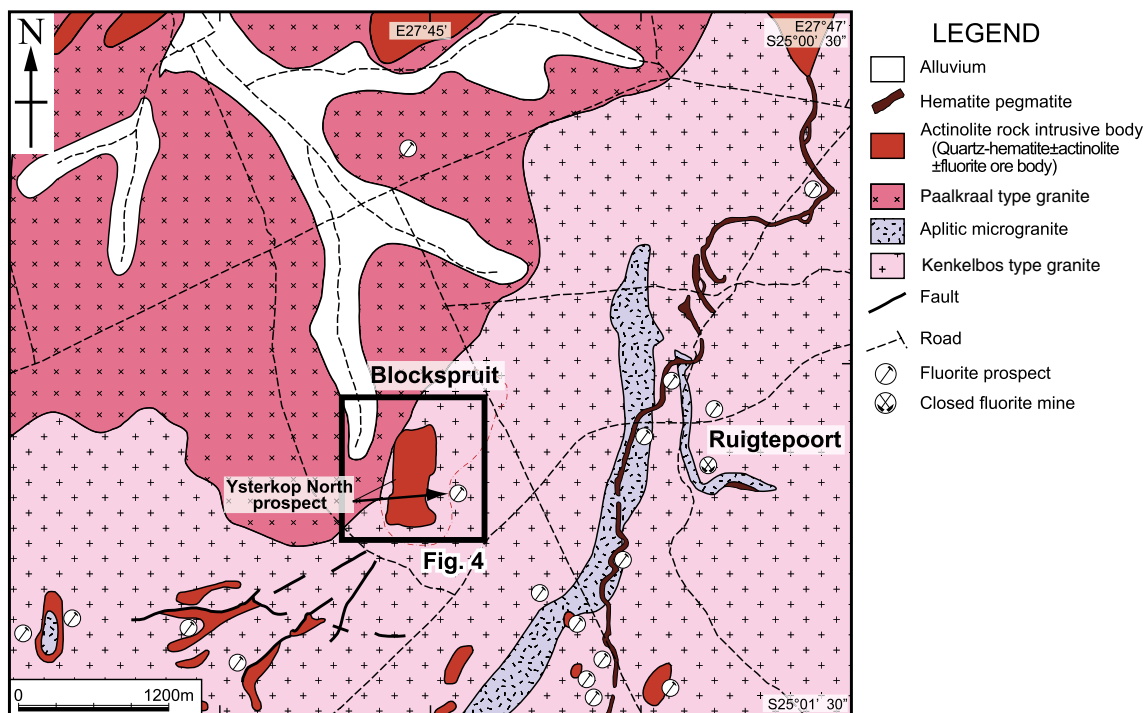 N
E27°45'
E27°47'
S25°00' 30"
Blockspruit
Ruigtepoort
Ysterkop North
prospect
Fig. 4
0 1200m
S25°01' 30"
LEGEND
Alluvium
Hematite pegmatite
Actinolite rock intrusive body
(Quartz-hematite±actinolite
±fluorite ore body)
Paalkraal type granite
Aplitic microgranite
Kenkelbos type granite
Fault
Road
Fluorite prospect
Closed fluorite mine